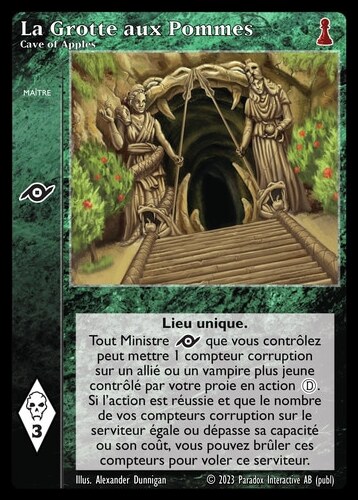 La Grotte aux Pommes
Cave of Apples
MAÎTRE
Lieu unique.
Tout Ministre que vous contrôlez
peut mettre 1 compteur corruption
sur un allié ou un vampire plus jeune
contrôlé par votre proie en action Ⓓ.
Si l'action est réussie et que le nombre
de vos compteurs corruption sur le
serviteur égale ou dépasse sa capacité
ou son coût, vous pouvez brûler ces
compteurs pour voler ce serviteur.
3
Illus. Alexander Dunnigan
© 2023 Paradox Interactive AB (publ)